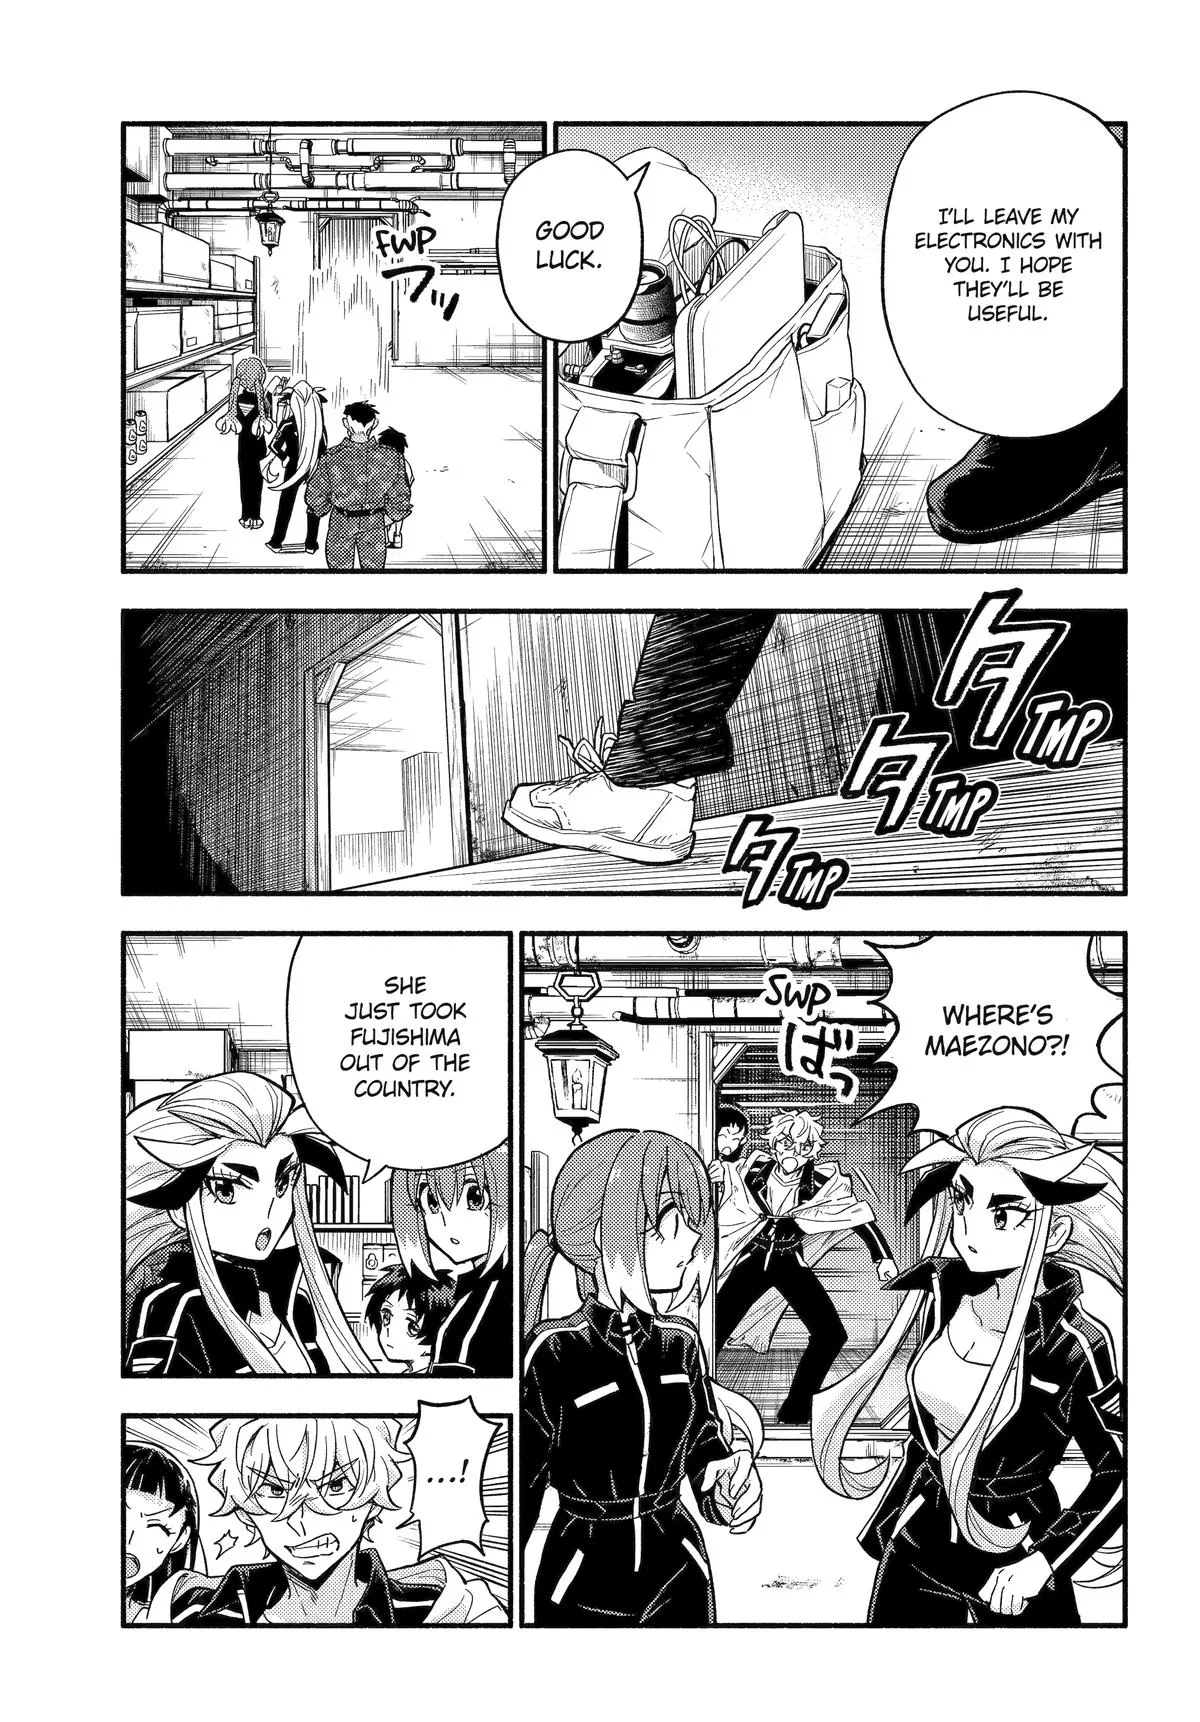 I'LL LEAVE MY
ELECTRONICS WITH
YOU. I HOPE
THEY'LL BE
USEFUL.
GOOD
LUCK.
FWP
フッ
タ
TMP
タ
TMP
タ
TMP
WHERE'S
MAEZONO?!
SWP
ばっ
SHE
JUST TOOK
FUJISHIMA
OUT OF THE
COUNTRY.
...!